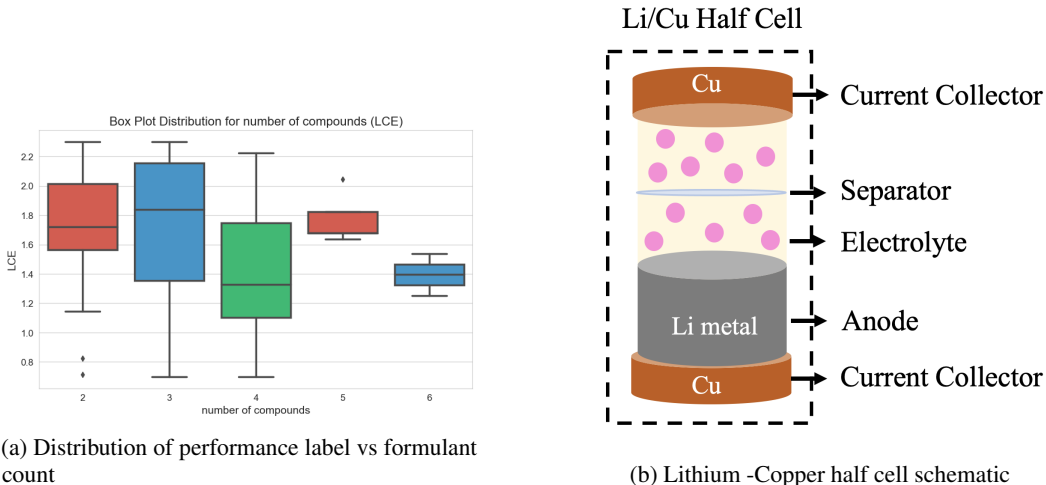 Box Plot Distribution for number of compounds (LCE)
2.2
2.0
1.8
1.6
1.4
1.2
1.0
0.8
LCE
2 3 4 5 6
number of compounds
(a) Distribution of performance label vs formulant
count
Li/Cu Half Cell
Cu
Current Collector
Separator
Electrolyte
Li metal
Anode
Cu
Current Collector
(b) Lithium -Copper half cell schematic